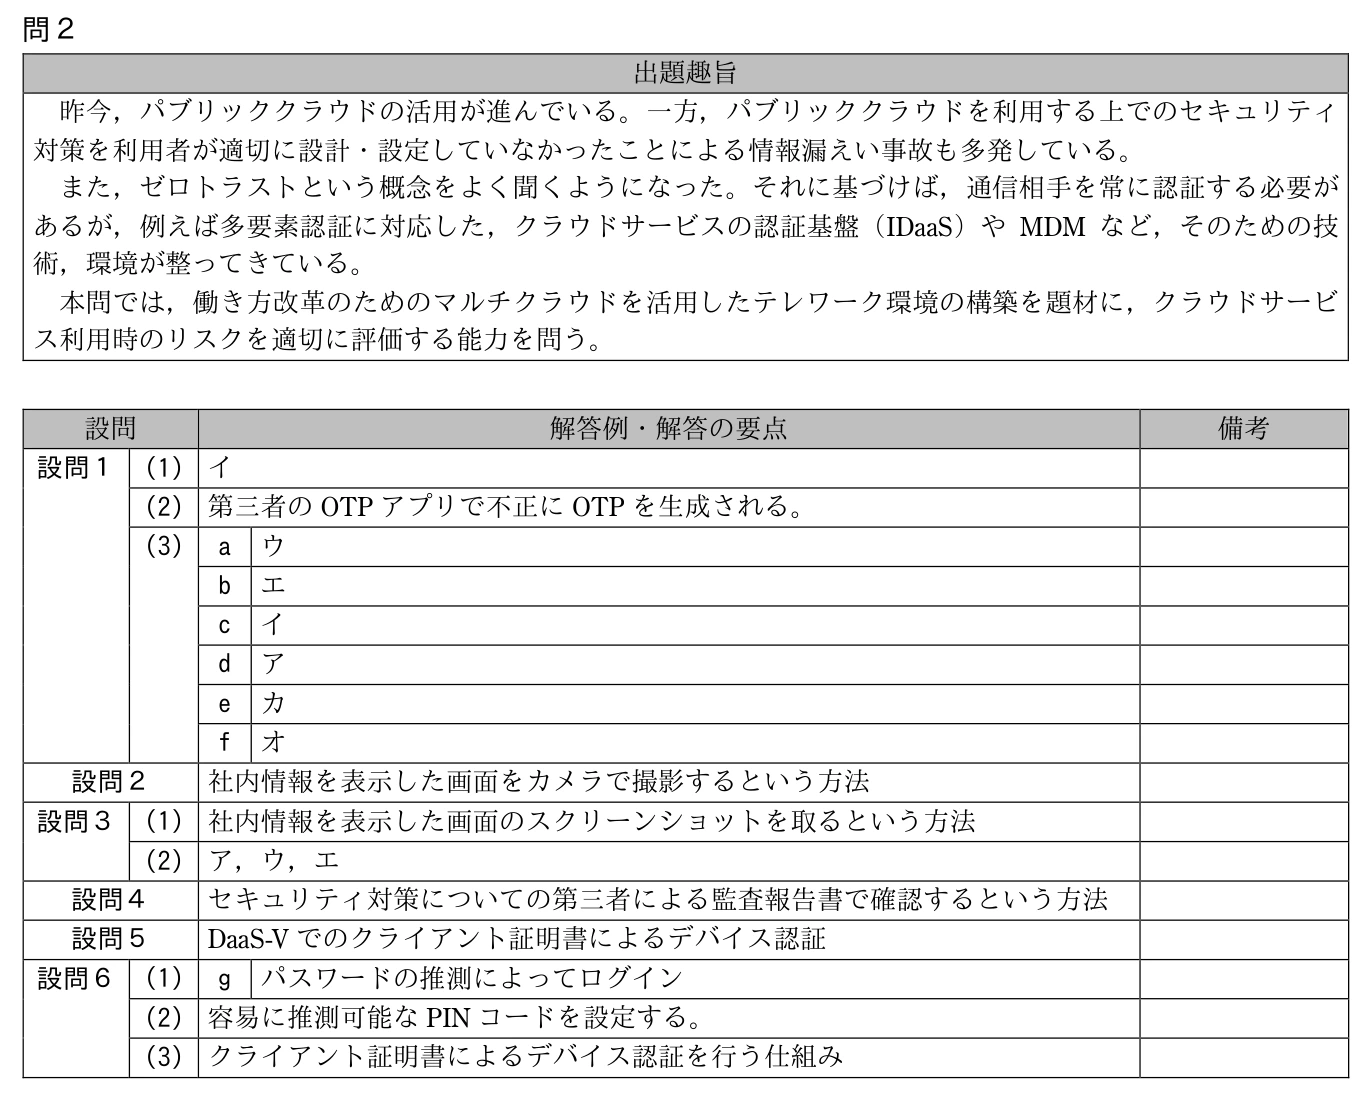 問2
出題趣旨
昨今，パブリッククラウドの活用が進んでいる。一方，パブリッククラウドを利用する上でのセキュリティ
対策を利用者が適切に設計・設定していなかったことによる情報漏えい事故も多発している。
また，ゼロトラストという概念をよく聞くようになった。それに基づけば，通信相手を常に認証する必要が
あるが，例えば多要素認証に対応した，クラウドサービスの認証基盤（IDaaS）や MDM など，そのための技
術，環境が整ってきている。
本問では，働き方改革のためのマルチクラウドを活用したテレワーク環境の構築を題材に，クラウドサービ
ス利用時のリスクを適切に評価する能力を問う。
設問 解答例・解答の要点 備考
設問1 (1) イ
(2) 第三者の OTP アプリで不正に OTP を生成される。
(3) a ウ
b エ
c イ
d ア
e カ
f オ
設問2 社内情報を表示した画面をカメラで撮影するという方法
設問3 (1) 社内情報を表示した画面のスクリーンショットを取るという方法
(2) ア，ウ，エ
設問4 セキュリティ対策についての第三者による監査報告書で確認するという方法
設問5 DaaS-V でのクライアント証明書によるデバイス認証
設問6 (1) g パスワードの推測によってログイン
(2) 容易に推測可能な PIN コードを設定する。
(3) クライアント証明書によるデバイス認証を行う仕組み